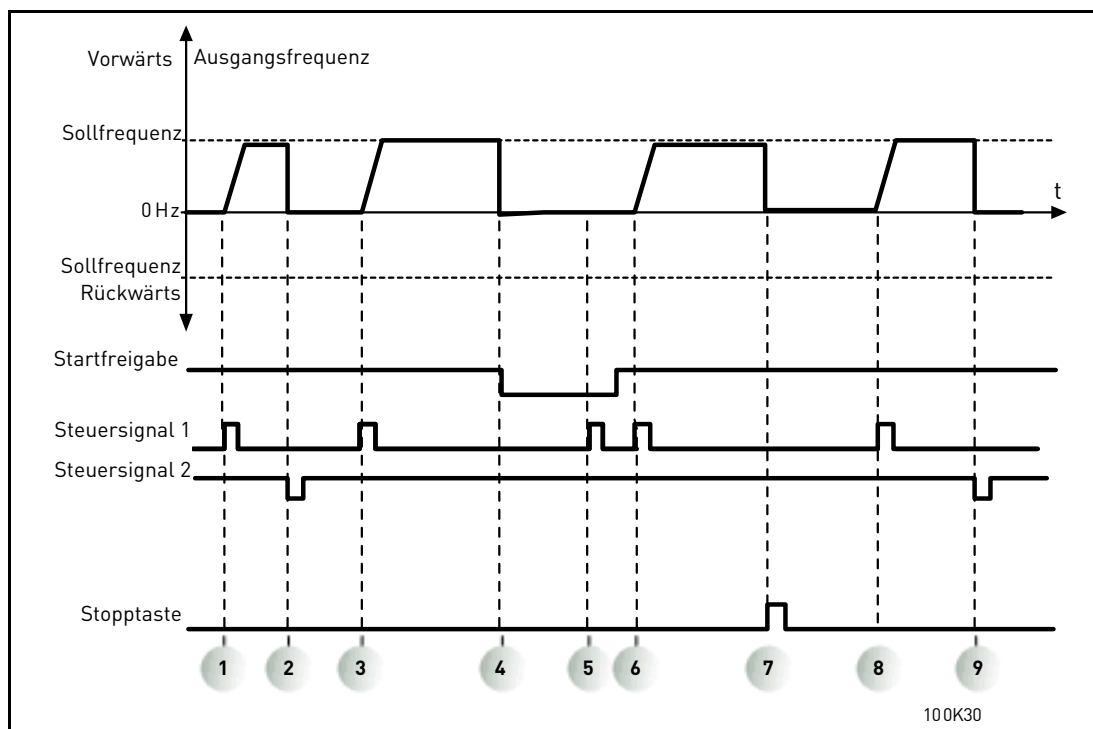 Vorwärts
Ausgangsfrequenz
Sollfrequenz
0 Hz
t
Sollfrequenz
Rückwärts
Startfreigabe
Steuersignal 1
Steuersignal 2
Stopptaste
1 2 3 4 5 6 7 8 9
100K30